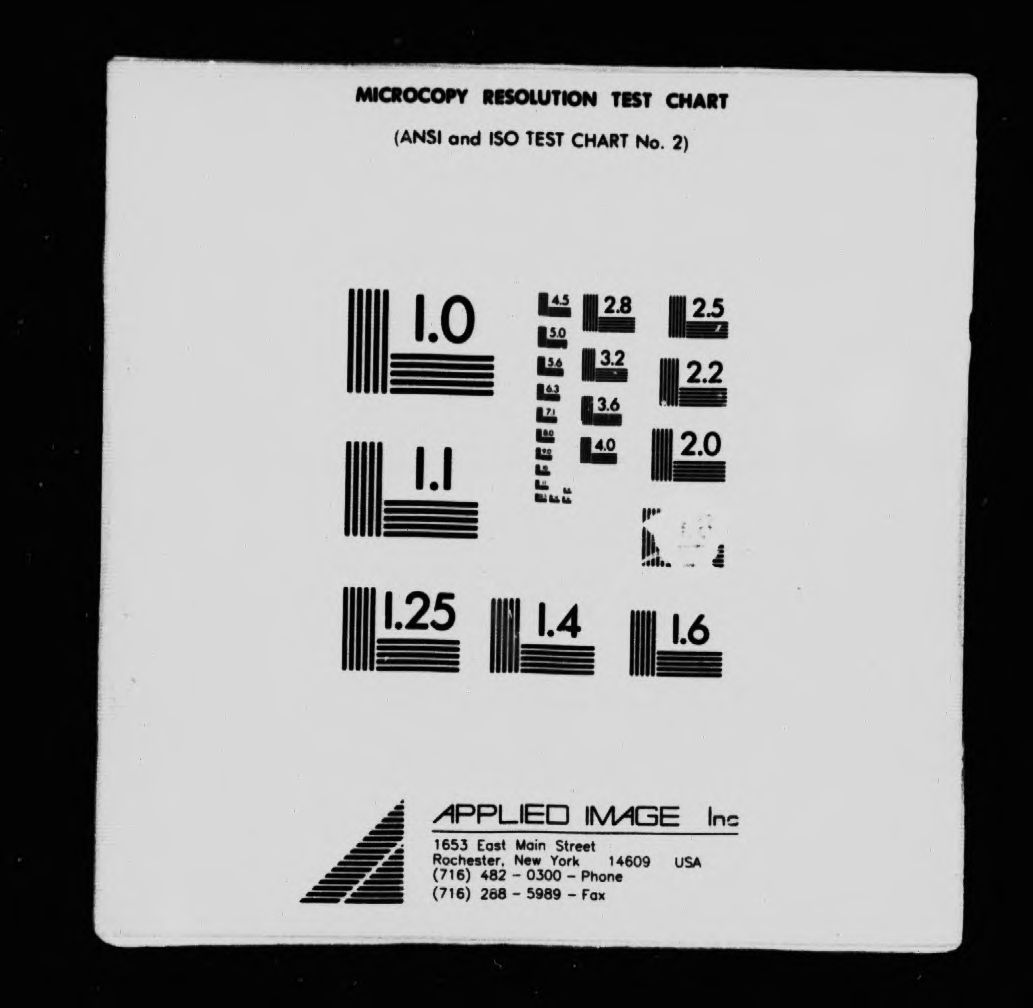 MICROCOPY RESOLUTION TEST CHART
(ANSI and ISO TEST CHART No. 2)
1.0
4.5
2.8
2.5
5.0
5.6
3.2
2.2
6.3
7.1
3.6
8.0
4.0
2.0
9.0
1.1
1.25
1.4
1.6
APPLIED IMAGE Inc
1653 East Main Street
Rochester, New York 14609 USA
(716) 482 - 0300 - Phone
(716) 288 - 5989 - Fax